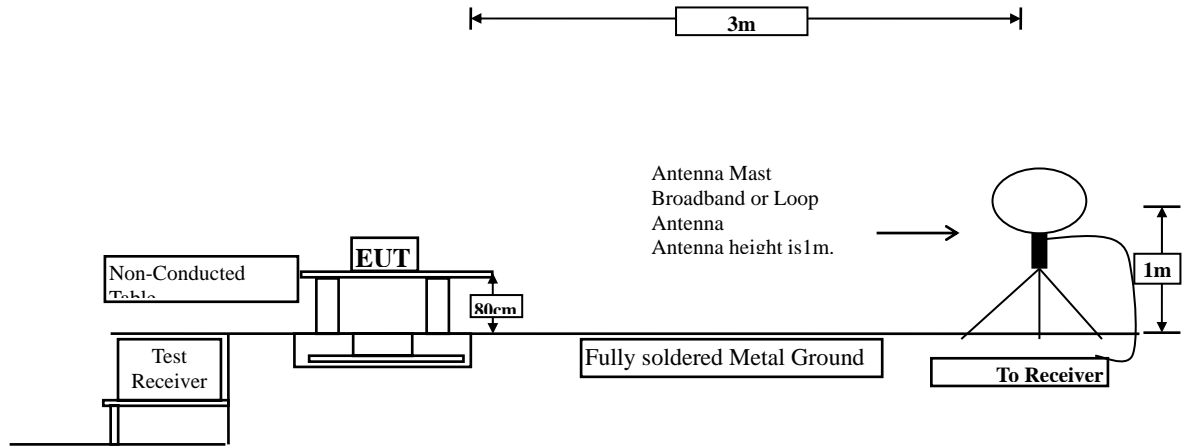 3m
Antenna Mast
Broadband or Loop
Antenna
Antenna height is1m.
EUT
Non-Conducted
Table
80cm
1m
Test
Receiver
Fully soldered Metal Ground
To Receiver